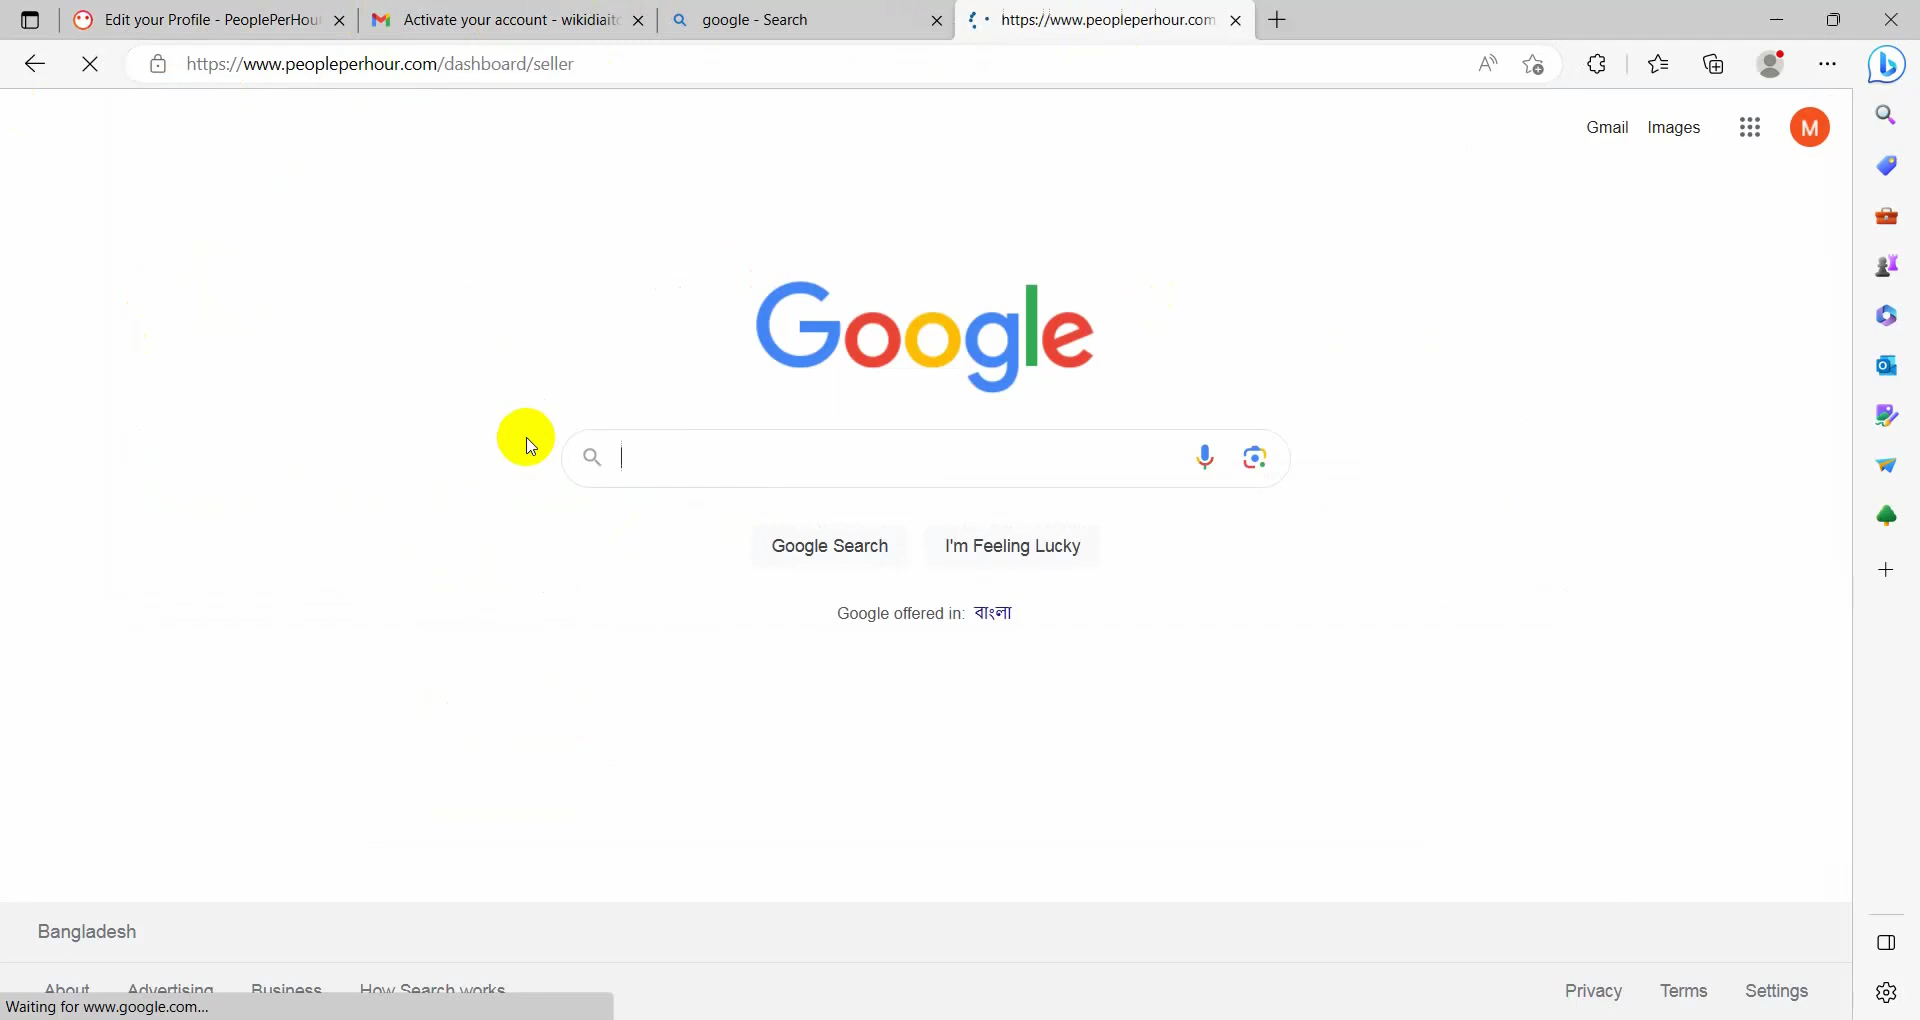 Edit your Profile - PeoplePerHou
Activate your account - wikidiait
google - Search
https://www.peopleperhour.com
https://www.peopleperhour.com/dashboard/seller
Gmail Images
M
Google
Google Search I'm Feeling Lucky
Google offered in: বাংলা
Bangladesh
About Advertising Business How Search works
Privacy Terms Settings
Waiting for www.google.com...